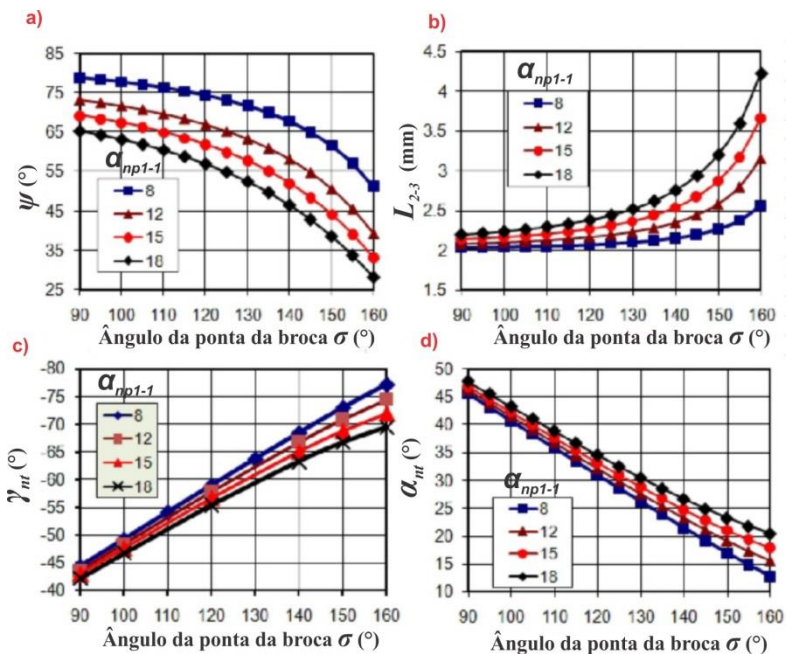 a)
85
75
65
55
45
35
25
ψ (°)
α np1-1
8
12
15
18
90 100 110 120 130 140 150 160
Ângulo da ponta da broca σ (°)
b)
4.5
4
3.5
3
2.5
2
1.5
L2-3 (mm)
α np1-1
8
12
15
18
90 100 110 120 130 140 150 160
Ângulo da ponta da broca σ (°)
c)
-80
-75
-70
-65
-60
-55
-50
-45
-40
γnt (°)
α np1-1
8
12
15
18
90 100 110 120 130 140 150 160
Ângulo da ponta da broca σ (°)
d)
50
45
40
35
30
25
20
15
10
αnt (°)
α np1-1
8
12
15
18
90 100 110 120 130 140 150 160
Ângulo da ponta da broca σ (°)